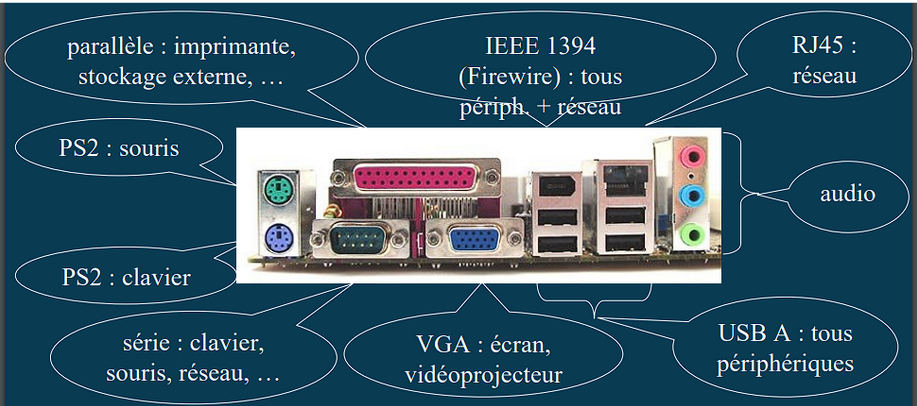 parallèle : imprimante,
stockage externe, …
IEEE 1394
(Firewire) : tous
périph. + réseau
RJ45 :
réseau
PS2 : souris
audio
PS2 : clavier
série : clavier,
souris, réseau, …
VGA : écran,
vidéoprojecteur
USB A : tous
périphériques